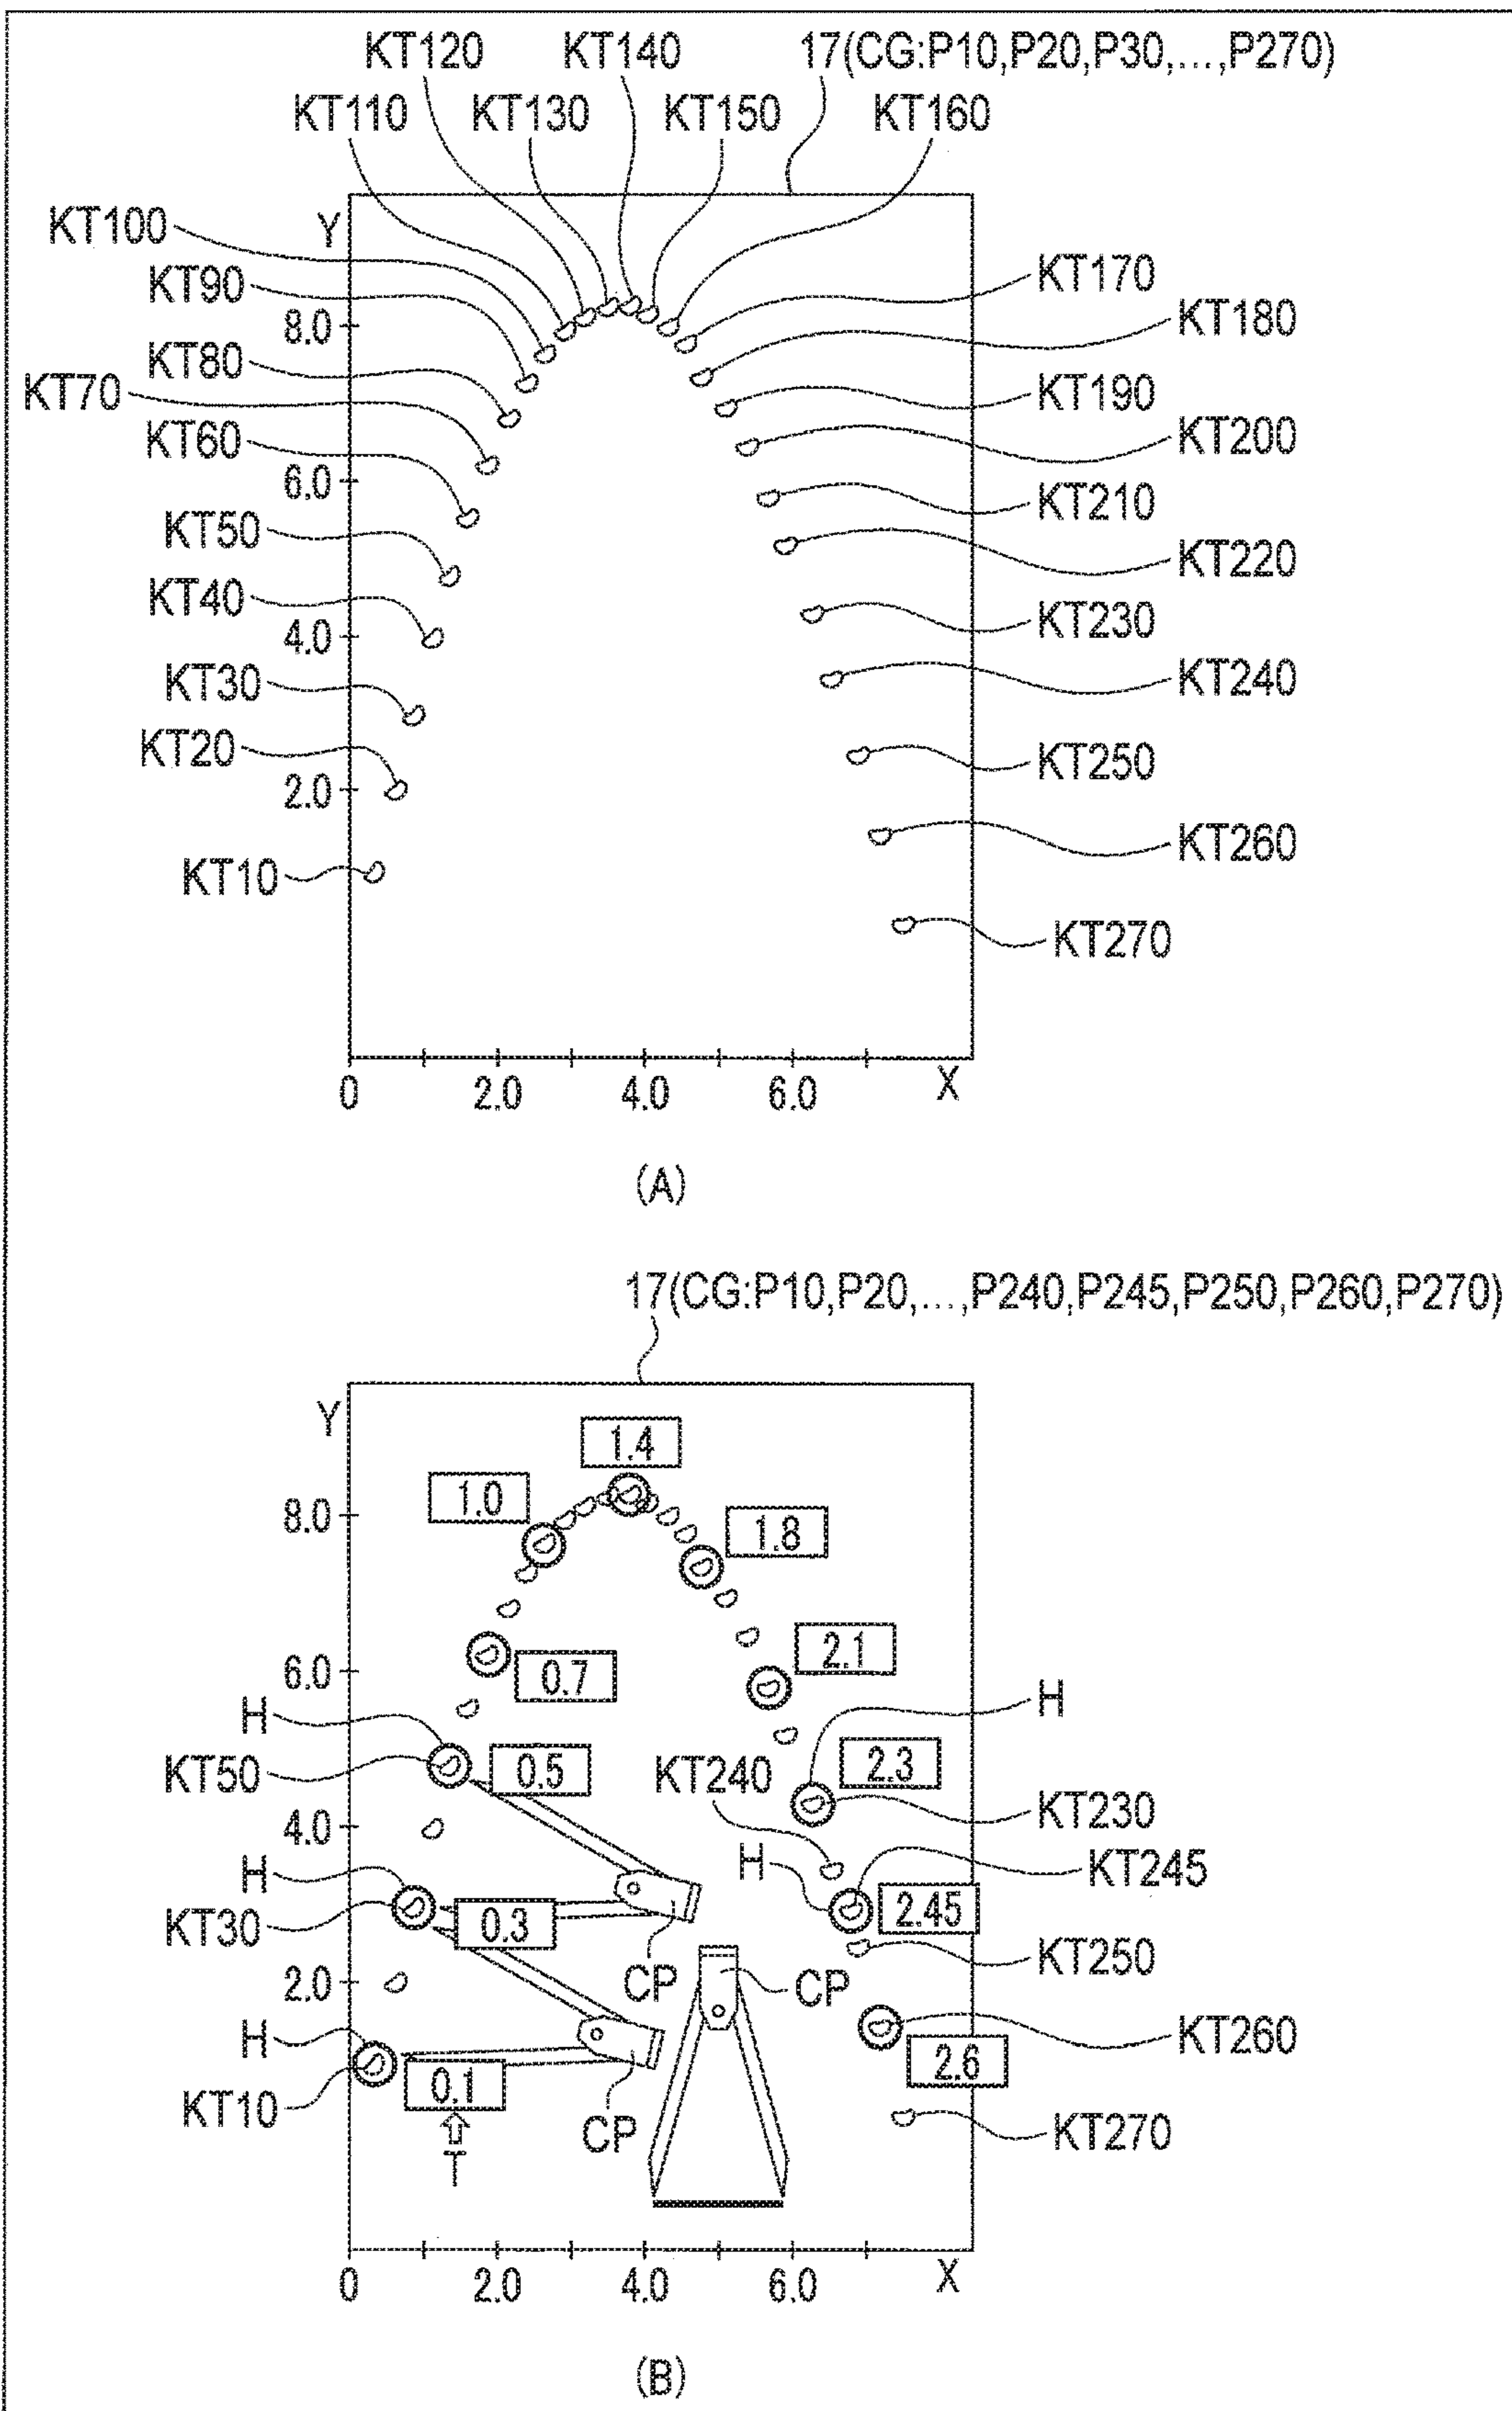 KT120 KT140 17(CG:P10,P20,P30,...,P270)
KT110 KT130 KT150 KT160
KT100 Y
KT90 KT170
8.0 KT180
KT80
KT70 KT190
KT60 KT200
6.0
KT50 KT210
KT220
KT40
4.0 KT230
KT30 KT240
KT20
2.0 KT250
KT10 KT260
KT270
0 2.0 4.0 6.0 X
(A)
17(CG:P10,P20,...,P240,P245,P250,P260,P270)
Y
1.4
1.0
8.0 1.8
2.1
6.0 0.7
H H
KT50 0.5 KT240 2.3
4.0 KT230
H H KT245
KT30 0.3 2.45
2.0 CP CP KT250
H KT260
KT10 0.1 2.6
CP KT270
T
0 2.0 4.0 6.0 X
(B)